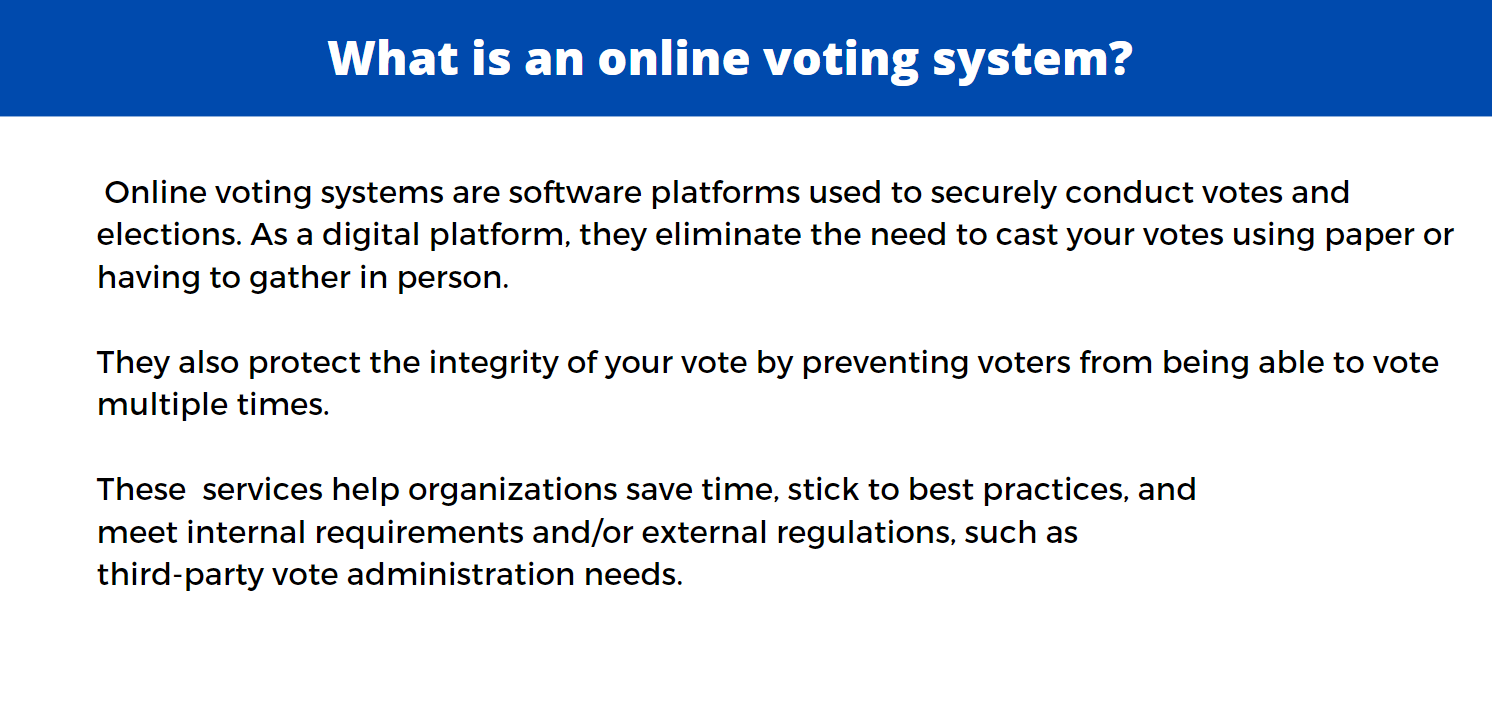 What is an online voting system?
Online voting systems are software platforms used to securely conduct votes and
elections. As a digital platform, they eliminate the need to cast your votes using paper or
having to gather in person.
They also protect the integrity of your vote by preventing voters from being able to vote
multiple times.
These  services help organizations save time, stick to best practices, and
meet internal requirements and/or external regulations, such as
third-party vote administration needs.